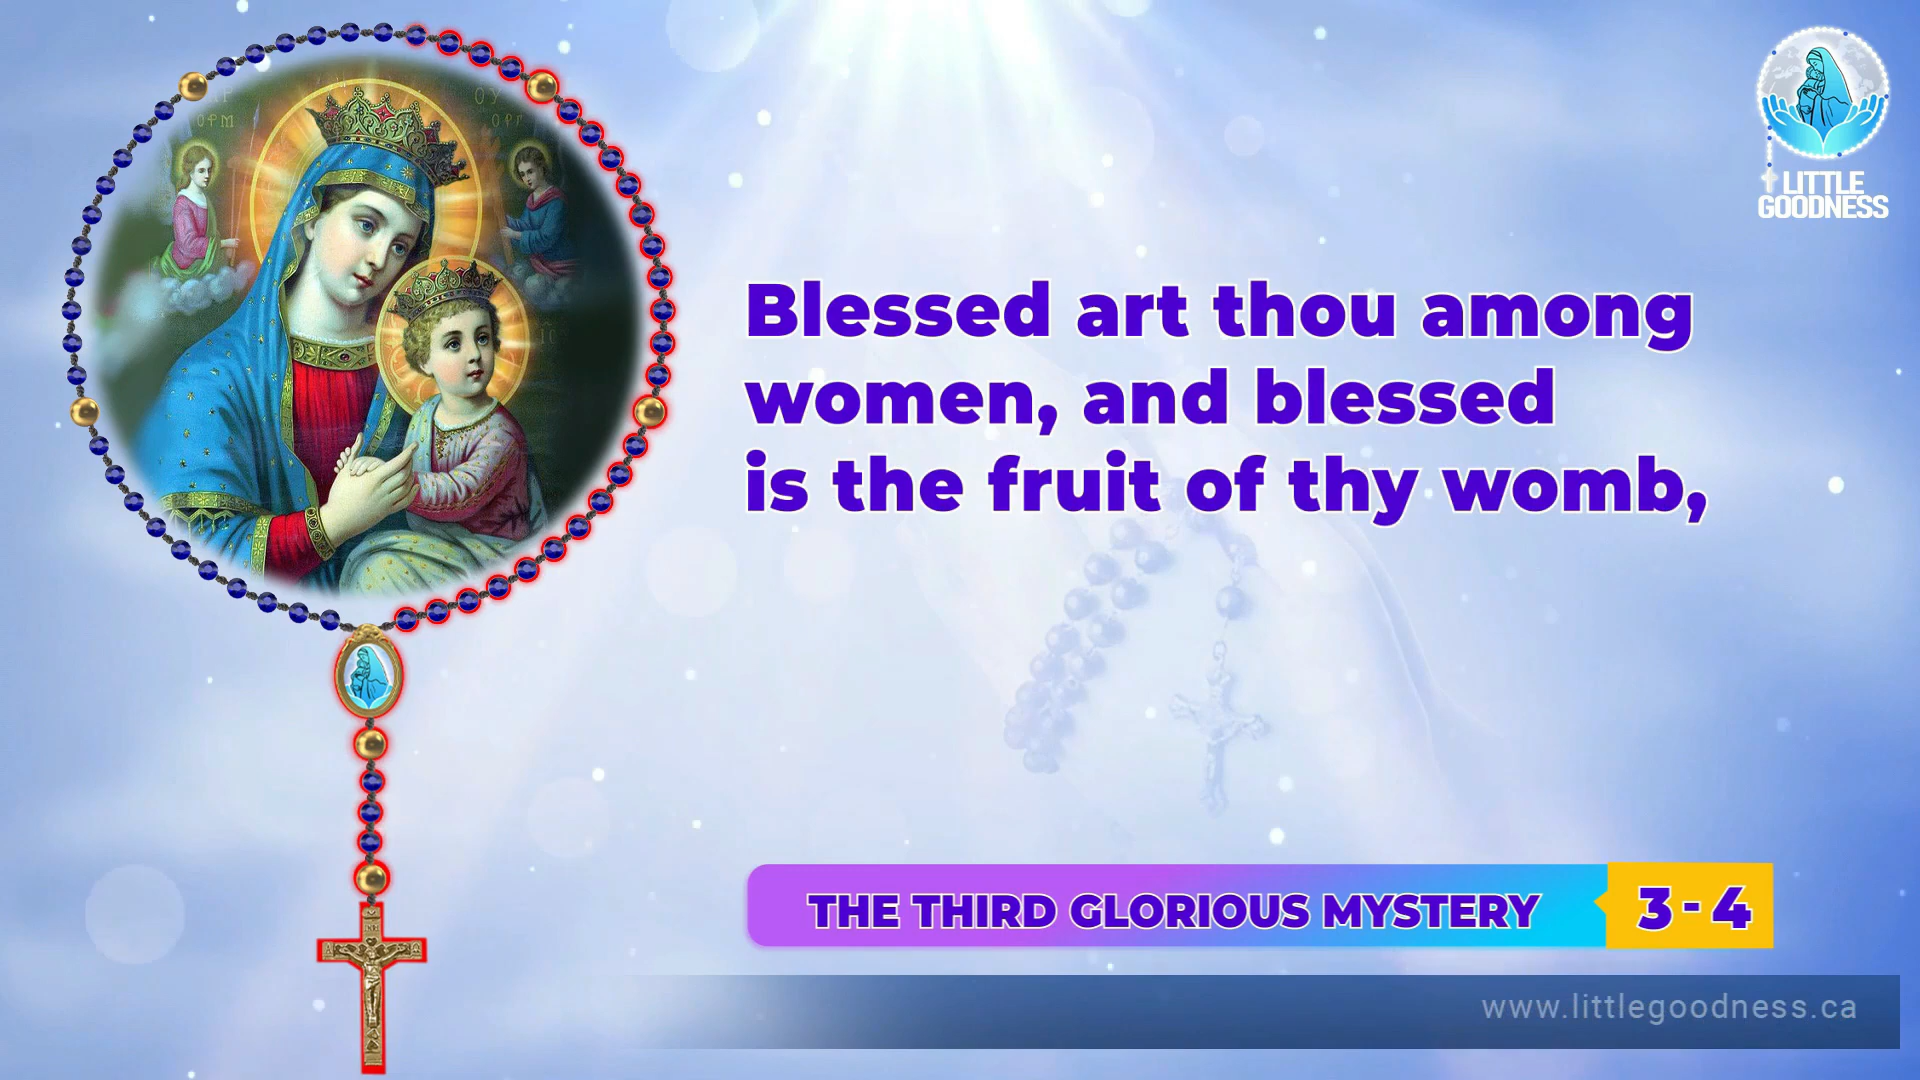 LITTLE
GOODNESS
Blessed art thou among
women, and blessed
is the fruit of thy womb,
THE THIRD GLORIOUS MYSTERY
3 - 4
www.littlegoodness.ca
INRI